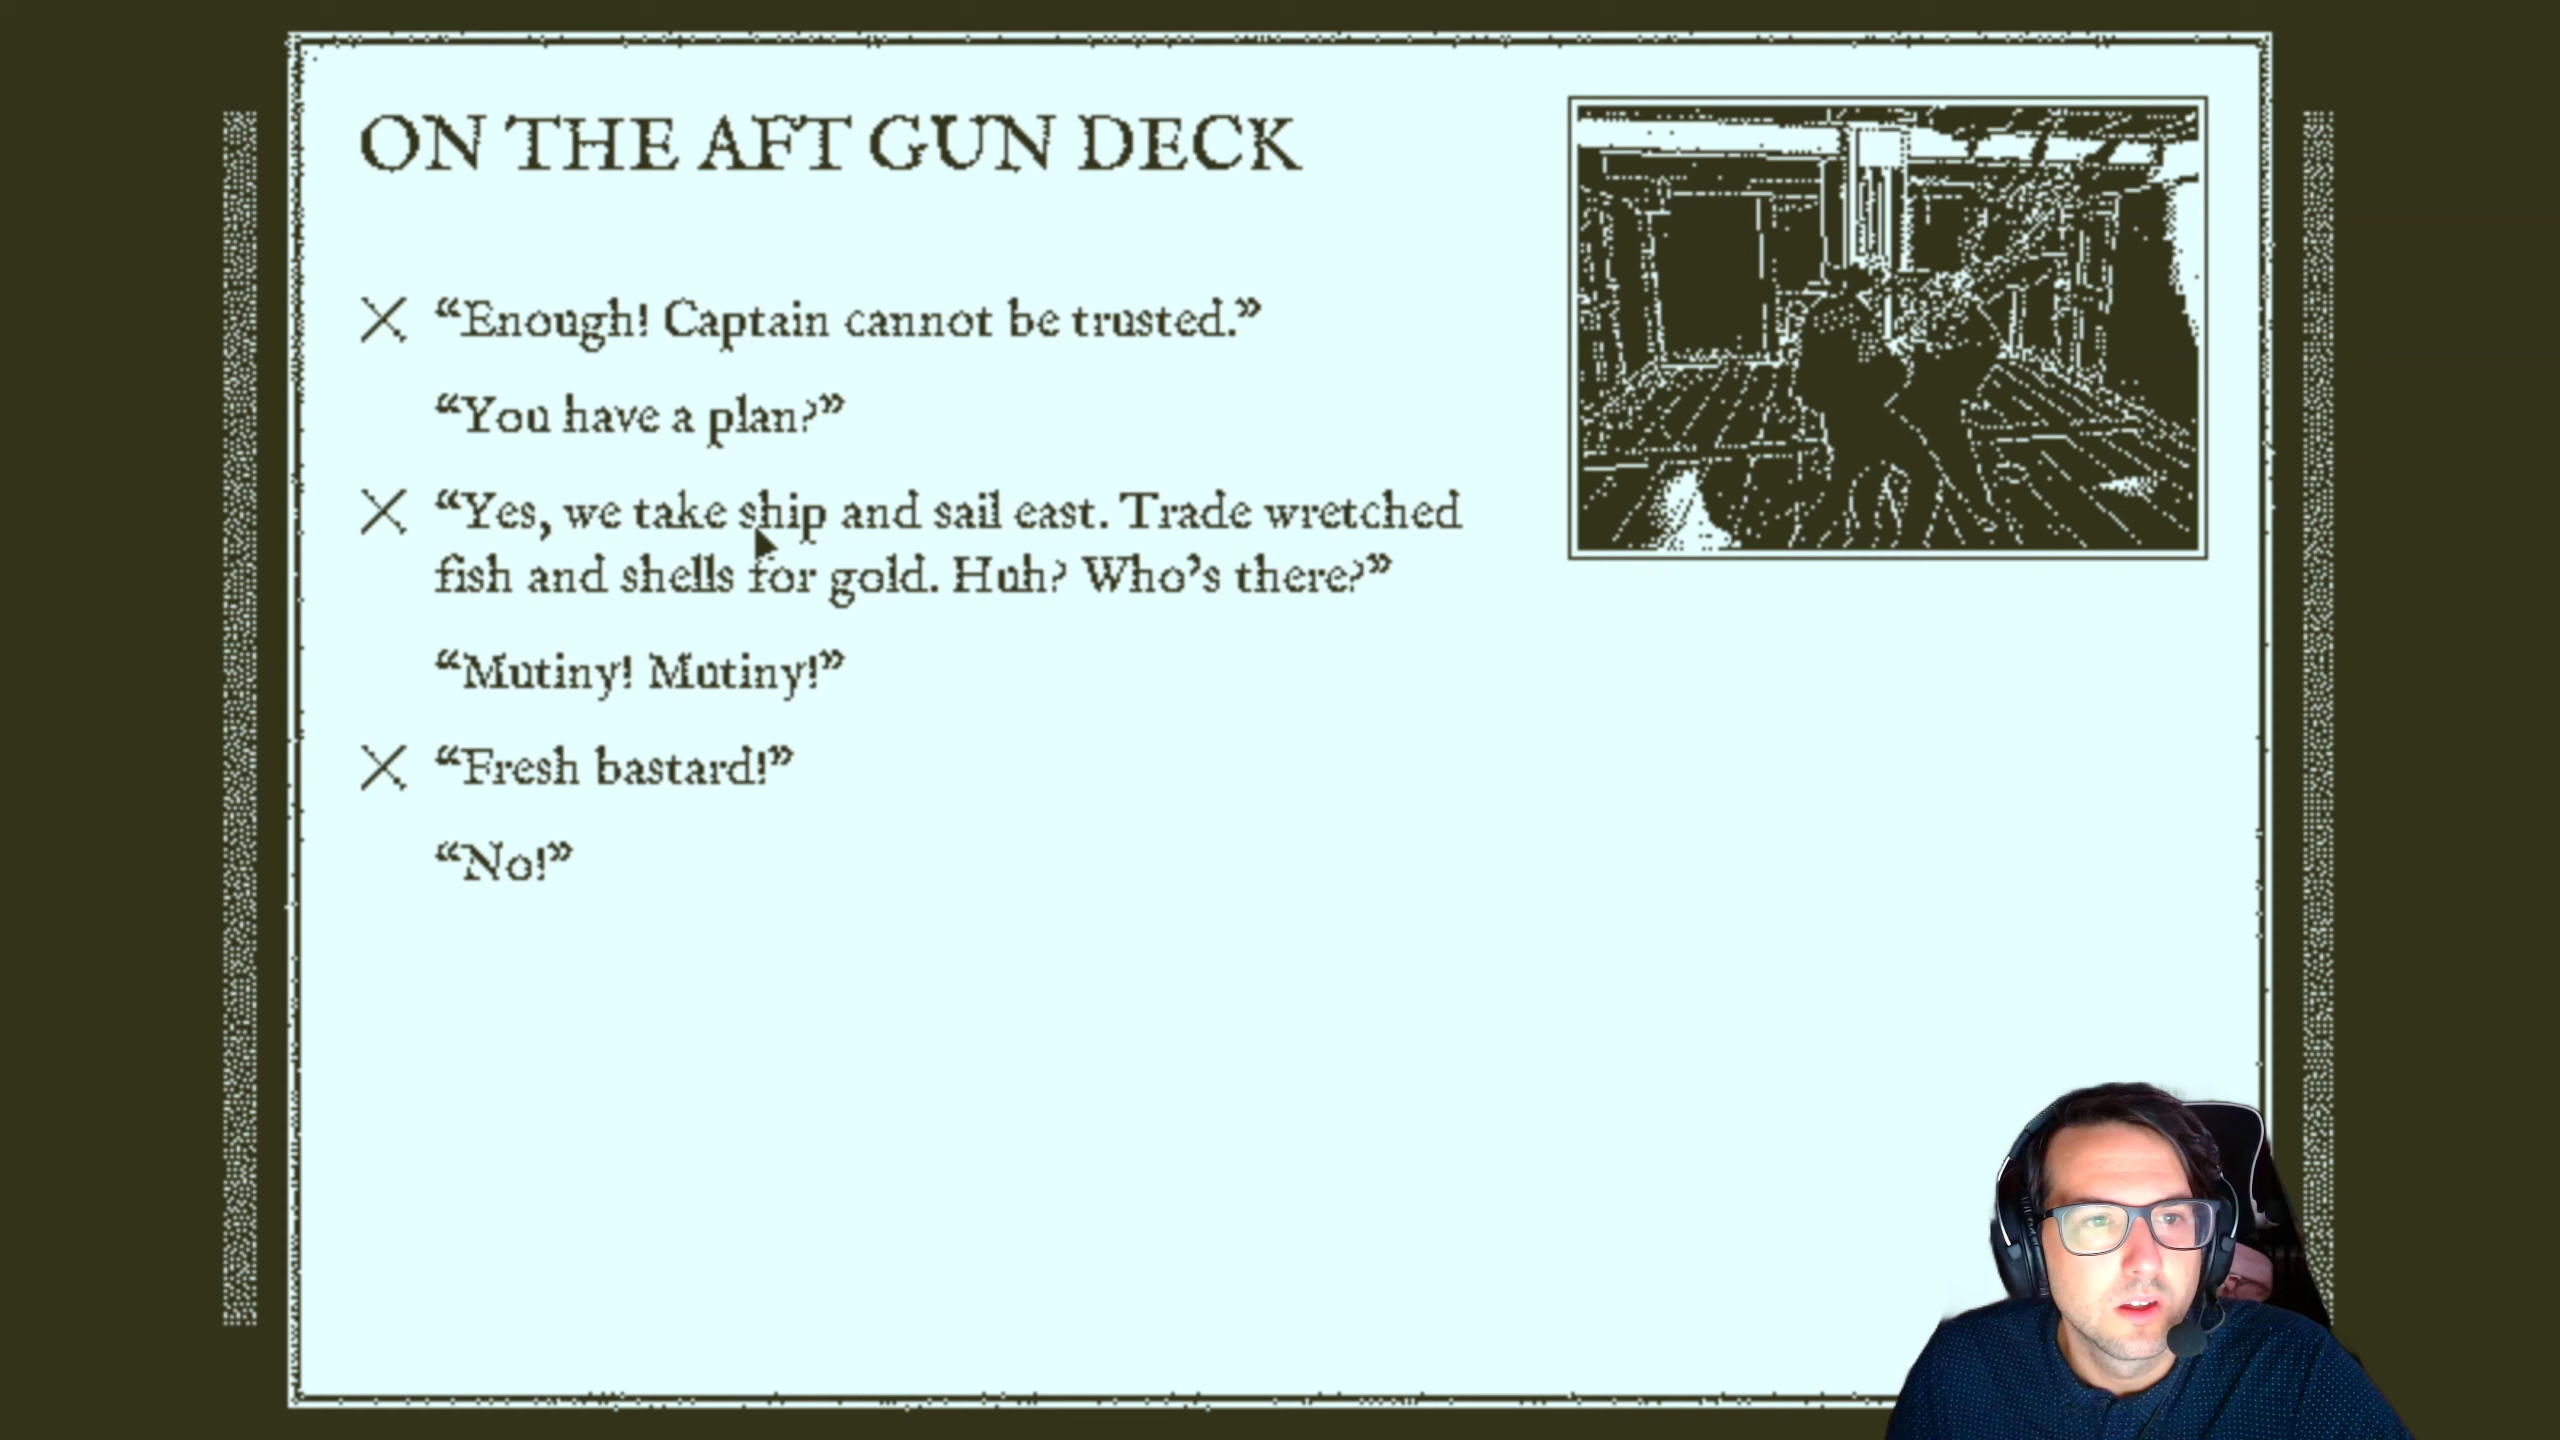 ON THE AFT GUN DECK
“Enough! Captain cannot be trusted.”
“You have a plan?”
“Yes, we take ship and sail east. Trade wretched
fish and shells for gold. Huh? Who’s there?”
“Mutiny! Mutiny!”
“Fresh bastard!”
“No!”